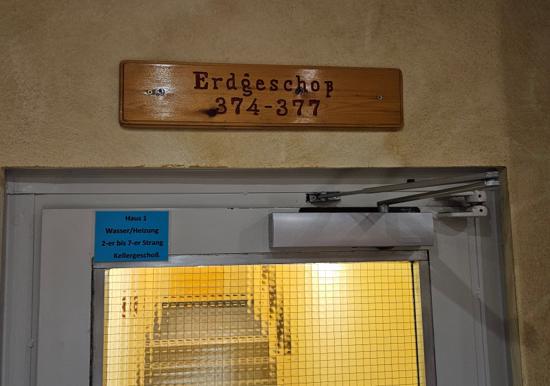 Erdgeschoß
374-377
Haus 1
Wasser/Heizung
2-er bis 7-er Strang
Kellergeschoß